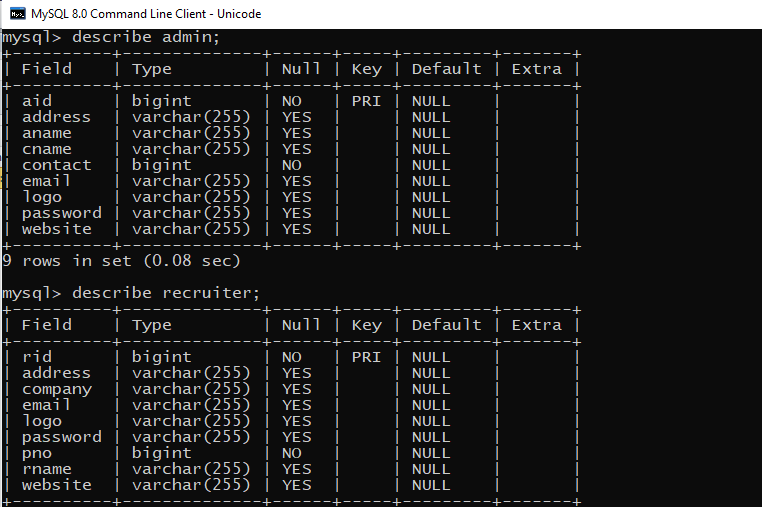 MySQL 8.0 Command Line Client - Unicode
mysql> describe admin;
+----------+--------------+------+-----+---------+-------+
| Field    | Type         | Null | Key | Default | Extra |
+----------+--------------+------+-----+---------+-------+
| aid      | bigint       | NO   | PRI | NULL    |       |
| address  | varchar(255) | YES  |     | NULL    |       |
| aname    | varchar(255) | YES  |     | NULL    |       |
| cname    | varchar(255) | YES  |     | NULL    |       |
| contact  | bigint       | NO   |     | NULL    |       |
| email    | varchar(255) | YES  |     | NULL    |       |
| logo     | varchar(255) | YES  |     | NULL    |       |
| password | varchar(255) | YES  |     | NULL    |       |
| website  | varchar(255) | YES  |     | NULL    |       |
+----------+--------------+------+-----+---------+-------+
9 rows in set (0.08 sec)
mysql> describe recruiter;
+----------+--------------+------+-----+---------+-------+
| Field    | Type         | Null | Key | Default | Extra |
+----------+--------------+------+-----+---------+-------+
| rid      | bigint       | NO   | PRI | NULL    |       |
| address  | varchar(255) | YES  |     | NULL    |       |
| company  | varchar(255) | YES  |     | NULL    |       |
| email    | varchar(255) | YES  |     | NULL    |       |
| logo     | varchar(255) | YES  |     | NULL    |       |
| password | varchar(255) | YES  |     | NULL    |       |
| pno      | bigint       | NO   |     | NULL    |       |
| rname    | varchar(255) | YES  |     | NULL    |       |
| website  | varchar(255) | YES  |     | NULL    |       |
+----------+--------------+------+-----+---------+-------+